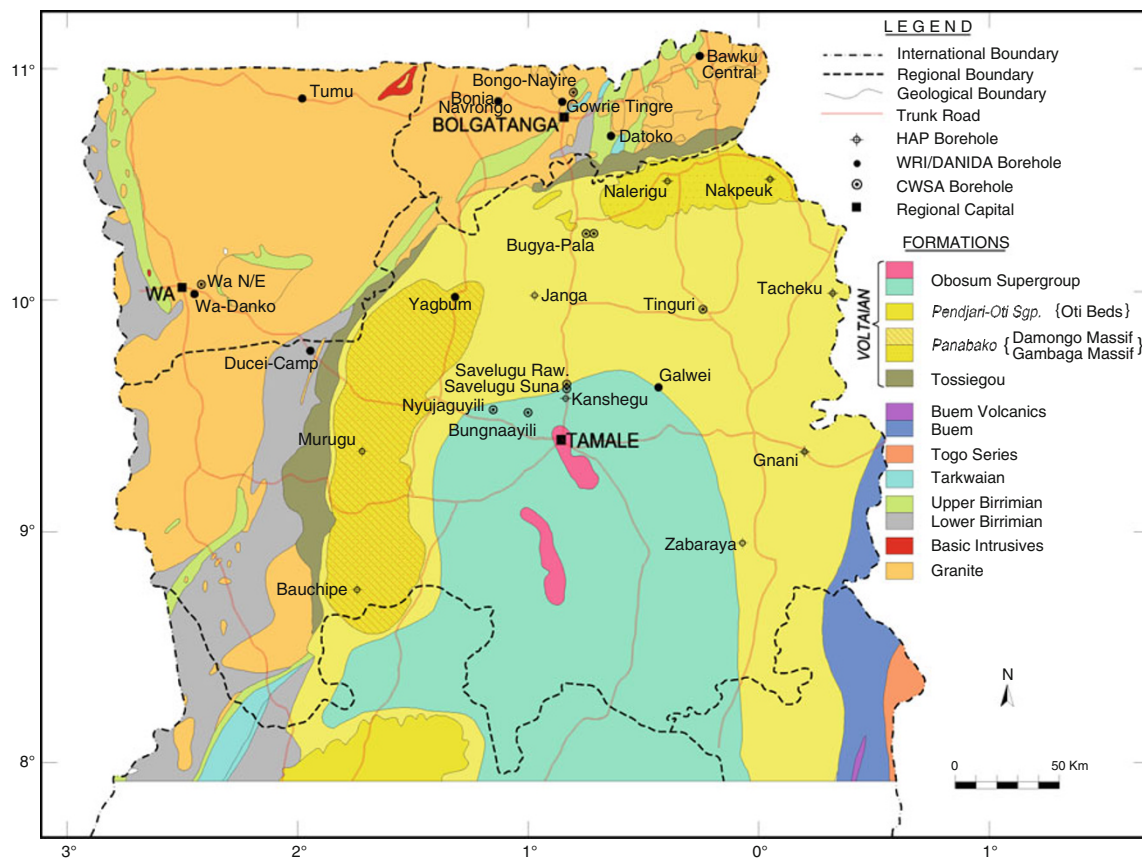 11°
10°
9°
8°
3°
2°
1°
0°
1°
Tumu
Bongo-Nayire
Bawku
Central
Bonia
Navrongo
Gowrie Tingre
BOLGATANGA
Datoko
Nalerigu
Nakpeuk
Bugya-Pala
Wa N/E
WA
Wa-Danko
Yagbum
Janga
Tinguri
Tacheku
Ducei-Camp
Savelugu Raw.
Savelugu Suna
Galwei
Nyujaguyili
Kanshegu
Bungnaayili
TAMALE
Murugu
Gnani
Zabaraya
Bauchipe
LEGEND
International Boundary
Regional Boundary
Geological Boundary
Trunk Road
HAP Borehole
WRI/DANIDA Borehole
CWSA Borehole
Regional Capital
FORMATIONS
VOLTAIAN
Obosum Supergroup
Pendjari-Oti Sgp. {Oti Beds}
Panabako { Damongo Massif
Gambaga Massif }
Tossiegou
Buem Volcanics
Buem
Togo Series
Tarkwaian
Upper Birrimian
Lower Birrimian
Basic Intrusives
Granite
N
0 50 Km